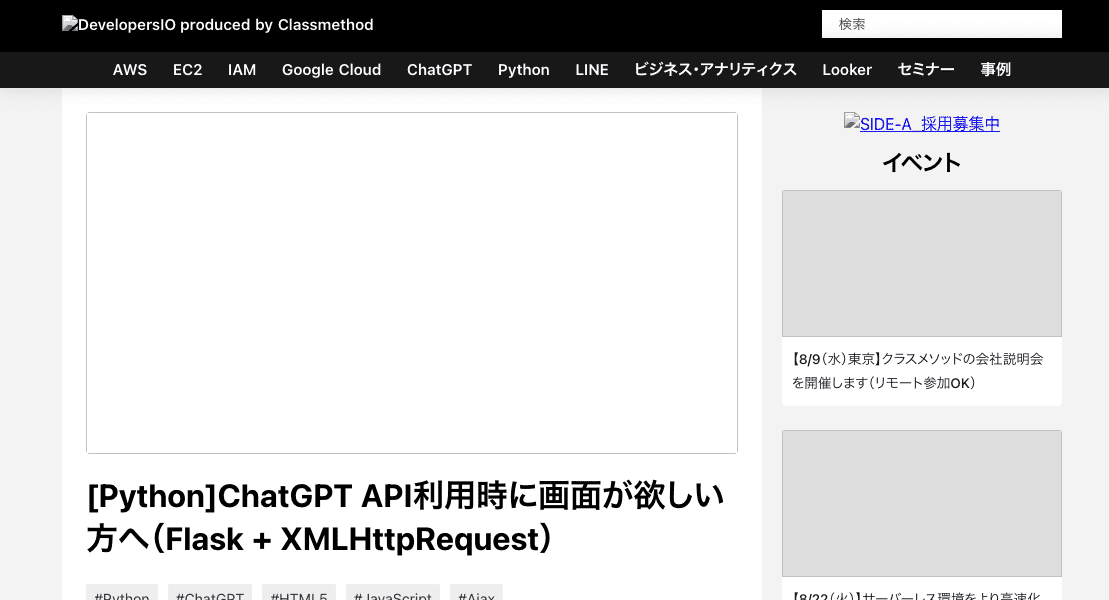 DevelopersIO produced by Classmethod
検索
AWS EC2 IAM Google Cloud ChatGPT Python LINE ビジネス・アナリティクス Looker セミナー 事例
[Python]ChatGPT API利用時に画面が欲しい
方へ（Flask + XMLHttpRequest）
#Python #ChatGPT #HTML5 #JavaScript #Ajax
SIDE-A_採用募集中
イベント
【8/9（水）東京】クラスメソッドの会社説明会
を開催します（リモート参加OK）
【8/22（火）】サーバーレス環境をより高速化